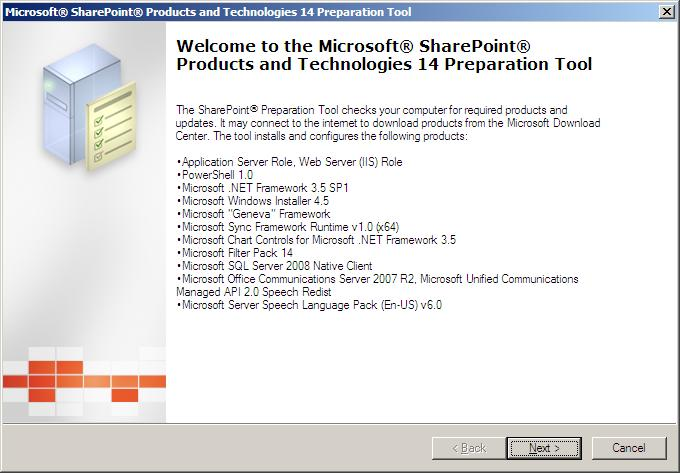 Microsoft® SharePoint® Products and Technologies 14 Preparation Tool
Welcome to the Microsoft® SharePoint®
Products and Technologies 14 Preparation Tool
The SharePoint® Preparation Tool checks your computer for required products and
updates. It may connect to the internet to download products from the Microsoft Download
Center. The tool installs and configures the following products:
•Application Server Role, Web Server (IIS) Role
•PowerShell 1.0
•Microsoft .NET Framework 3.5 SP1
•Microsoft Windows Installer 4.5
•Microsoft "Geneva" Framework
•Microsoft Sync Framework Runtime v1.0 (x64)
•Microsoft Chart Controls for Microsoft .NET Framework 3.5
•Microsoft Filter Pack 14
•Microsoft SQL Server 2008 Native Client
•Microsoft Office Communications Server 2007 R2, Microsoft Unified Communications
Managed API 2.0 Speech Redist
•Microsoft Server Speech Language Pack (En-US) v6.0
< Back
Next >
Cancel